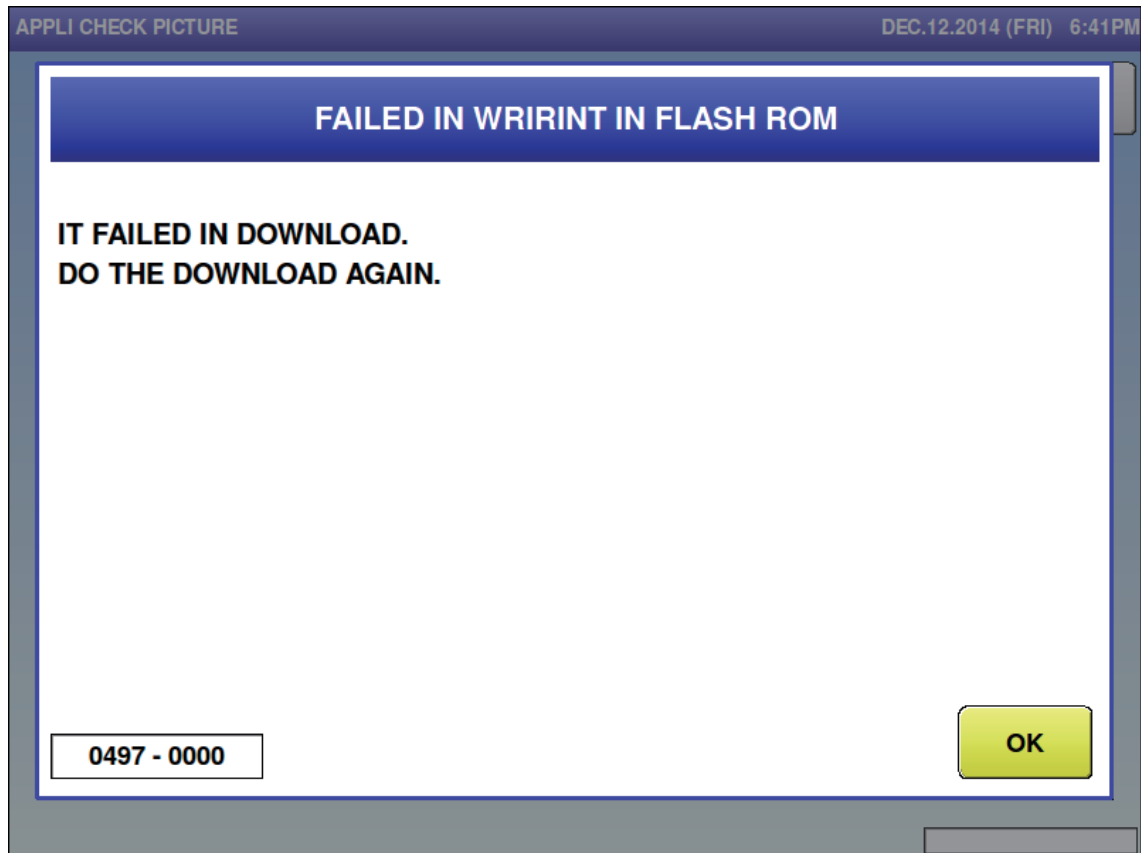 APPLI CHECK PICTURE DEC.12.2014 (FRI) 6:41PM
FAILED IN WRIRINT IN FLASH ROM
IT FAILED IN DOWNLOAD.
DO THE DOWNLOAD AGAIN.
0497 - 0000
OK